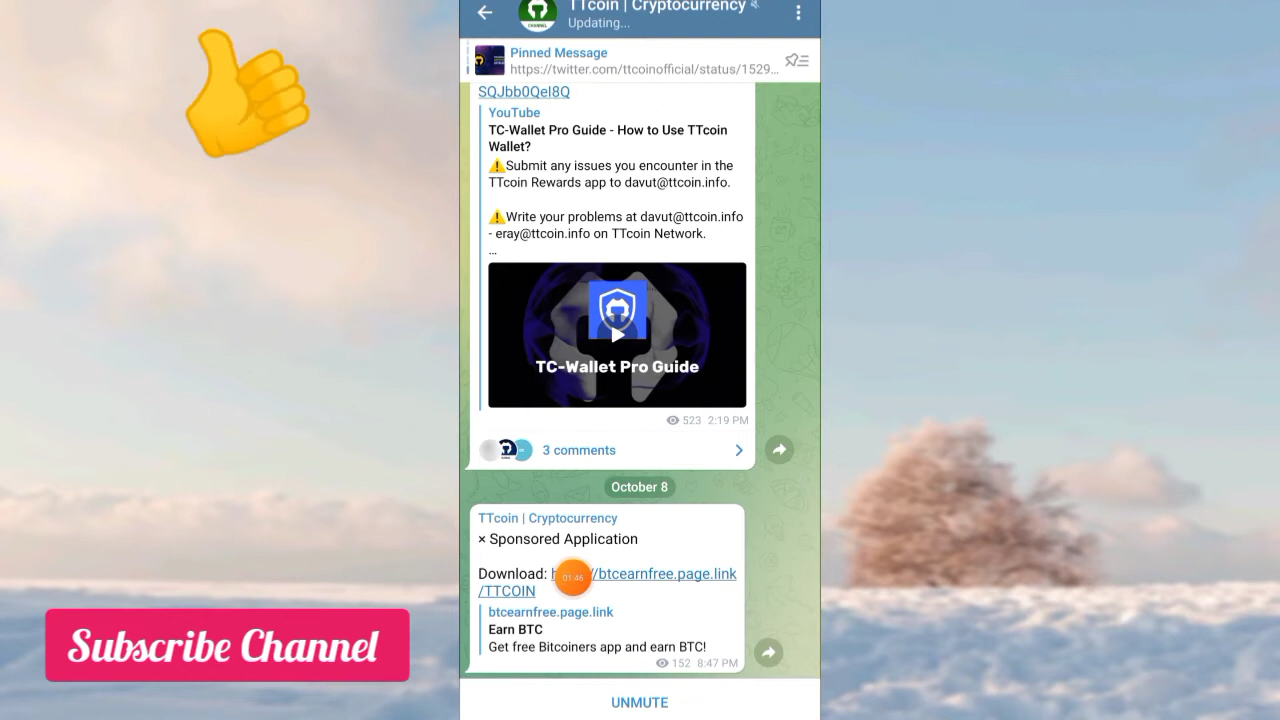 TTcoin | Cryptocurrency
Updating...
Pinned Message
https://twitter.com/ttcoinofficial/status/1529...
SQJbb0Qel8Q
YouTube
TC-Wallet Pro Guide - How to Use TTcoin
Wallet?
⚠️Submit any issues you encounter in the
TTcoin Rewards app to davut@ttcoin.info.
⚠️Write your problems at davut@ttcoin.info
- eray@ttcoin.info on TTcoin Network.
...
TC-Wallet Pro Guide
523 2:19 PM
3 comments
October 8
TTcoin | Cryptocurrency
× Sponsored Application
Download: /btcearnfree.page.link
01:46
/TTCOIN
btcearnfree.page.link
Earn BTC
Get free Bitcoiners app and earn BTC!
152 8:47 PM
UNMUTE
Subscribe Channel